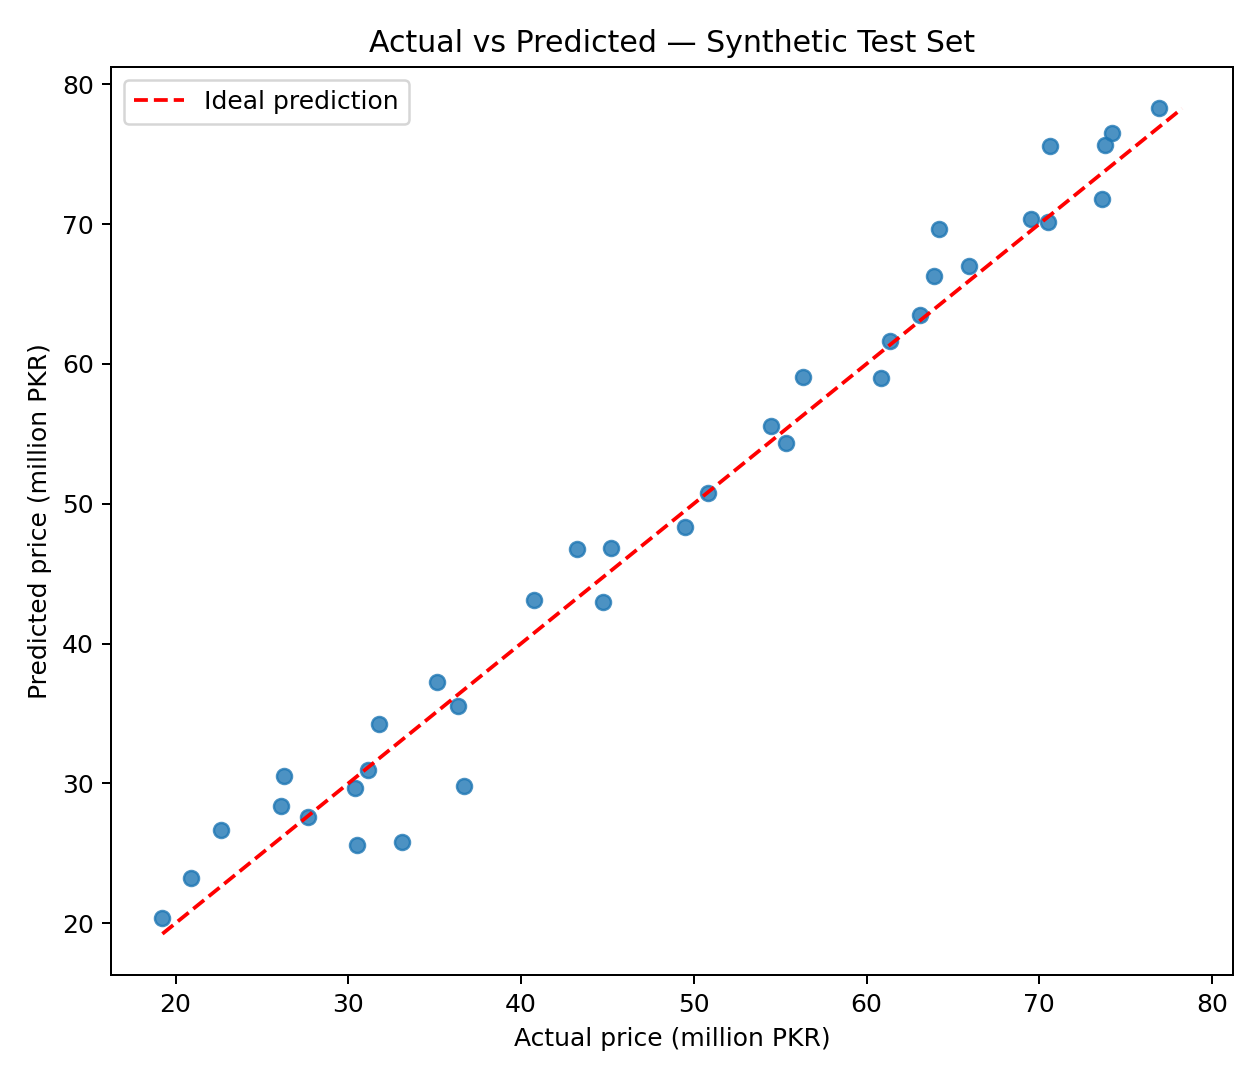 Actual vs Predicted — Synthetic Test Set
Ideal prediction
80
70
60
50
40
30
20
Predicted price (million PKR)
20 30 40 50 60 70 80
Actual price (million PKR)